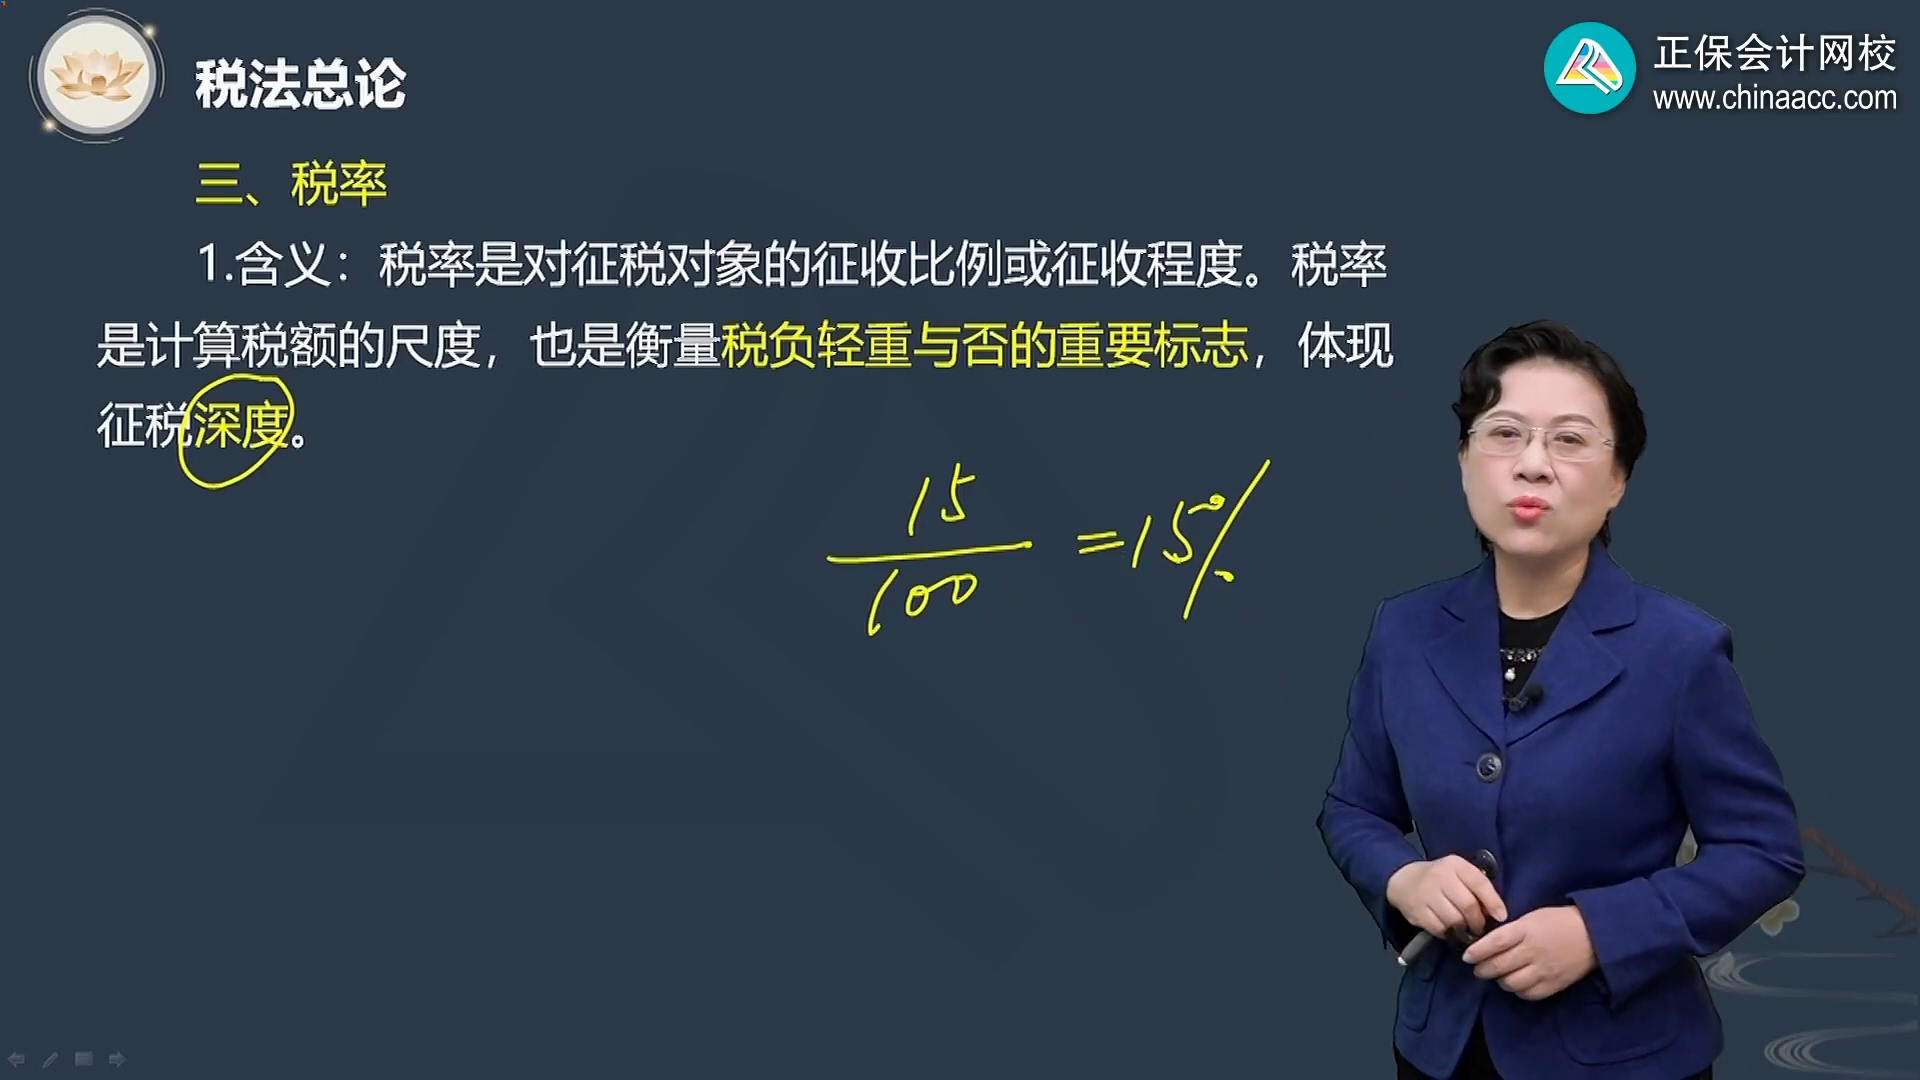 税法总论
正保会计网校
www.chinaacc.com
三、税率
1.含义：税率是对征税对象的征收比例或征收程度。税率
是计算税额的尺度，也是衡量税负轻重与否的重要标志，体现
征税深度。
15
100
=15%